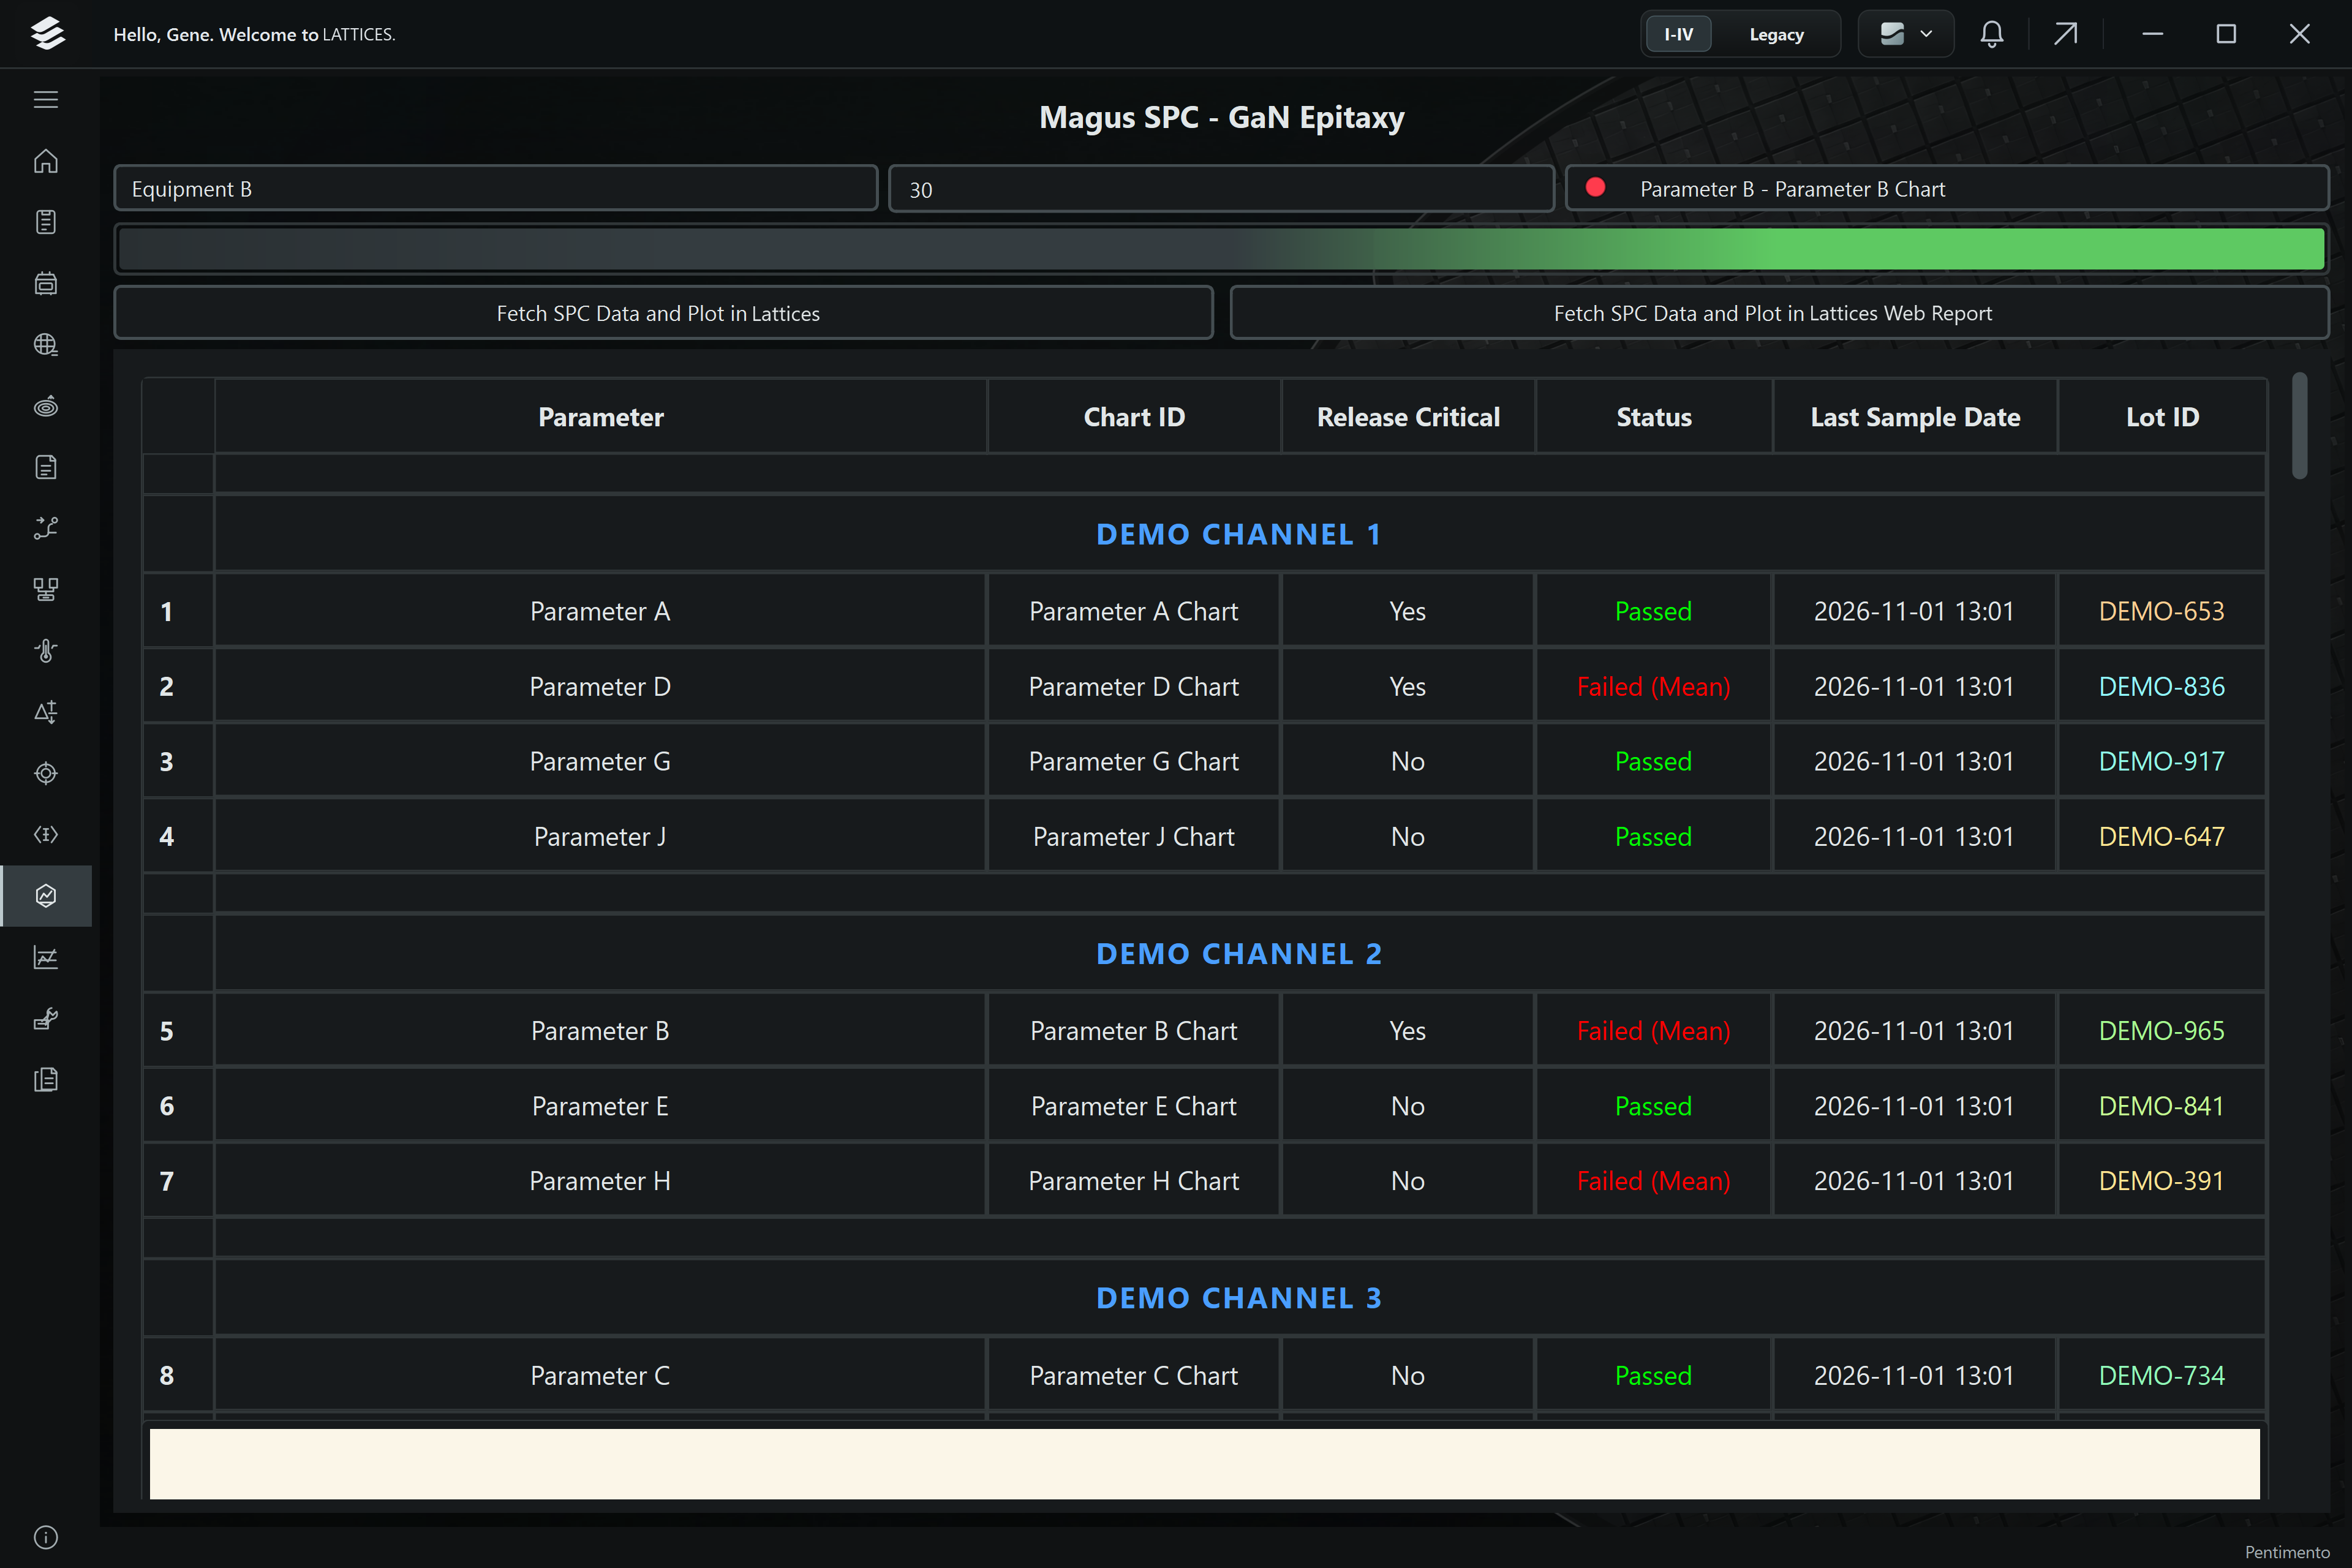 Hello, Gene. Welcome to LATTICES.
I-IV Legacy
Magus SPC - GaN Epitaxy
Equipment B
30
Parameter B - Parameter B Chart
Fetch SPC Data and Plot in Lattices
Fetch SPC Data and Plot in Lattices Web Report
Parameter Chart ID Release Critical Status Last Sample Date Lot ID
DEMO CHANNEL 1
1 Parameter A Parameter A Chart Yes Passed 2026-11-01 13:01 DEMO-653
2 Parameter D Parameter D Chart Yes Failed (Mean) 2026-11-01 13:01 DEMO-836
3 Parameter G Parameter G Chart No Passed 2026-11-01 13:01 DEMO-917
4 Parameter J Parameter J Chart No Passed 2026-11-01 13:01 DEMO-647
DEMO CHANNEL 2
5 Parameter B Parameter B Chart Yes Failed (Mean) 2026-11-01 13:01 DEMO-965
6 Parameter E Parameter E Chart No Passed 2026-11-01 13:01 DEMO-841
7 Parameter H Parameter H Chart No Failed (Mean) 2026-11-01 13:01 DEMO-391
DEMO CHANNEL 3
8 Parameter C Parameter C Chart No Passed 2026-11-01 13:01 DEMO-734
Pentimento